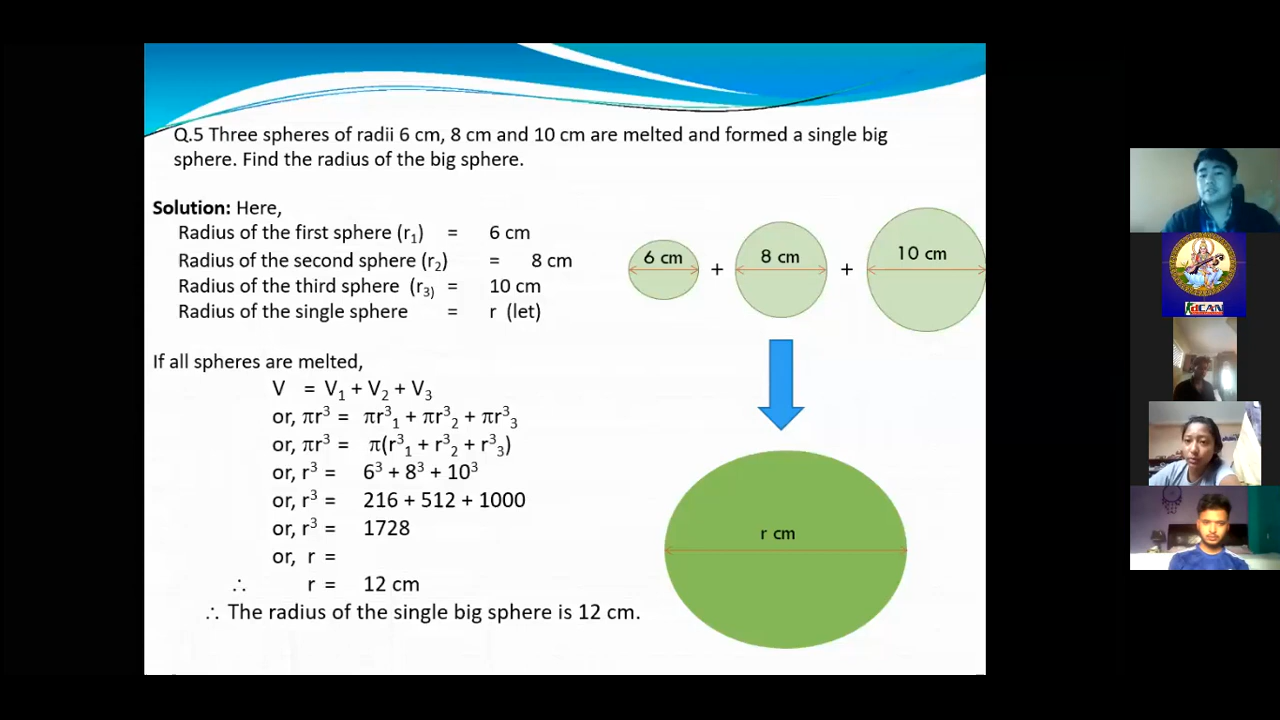 Q.5 Three spheres of radii 6 cm, 8 cm and 10 cm are melted and formed a single big
sphere. Find the radius of the big sphere.
Solution: Here,
Radius of the first sphere (r₁) = 6 cm
Radius of the second sphere (r₂) = 8 cm
Radius of the third sphere (r₃) = 10 cm
Radius of the single sphere = r (let)
6 cm + 8 cm + 10 cm
If all spheres are melted,
V = V₁ + V₂ + V₃
or, πr³ = πr³₁ + πr³₂ + πr³₃
or, πr³ = π(r³₁ + r³₂ + r³₃)
or, r³ = 6³ + 8³ + 10³
or, r³ = 216 + 512 + 1000
or, r³ = 1728
or, r =
∴ r = 12 cm
∴ The radius of the single big sphere is 12 cm.
r cm